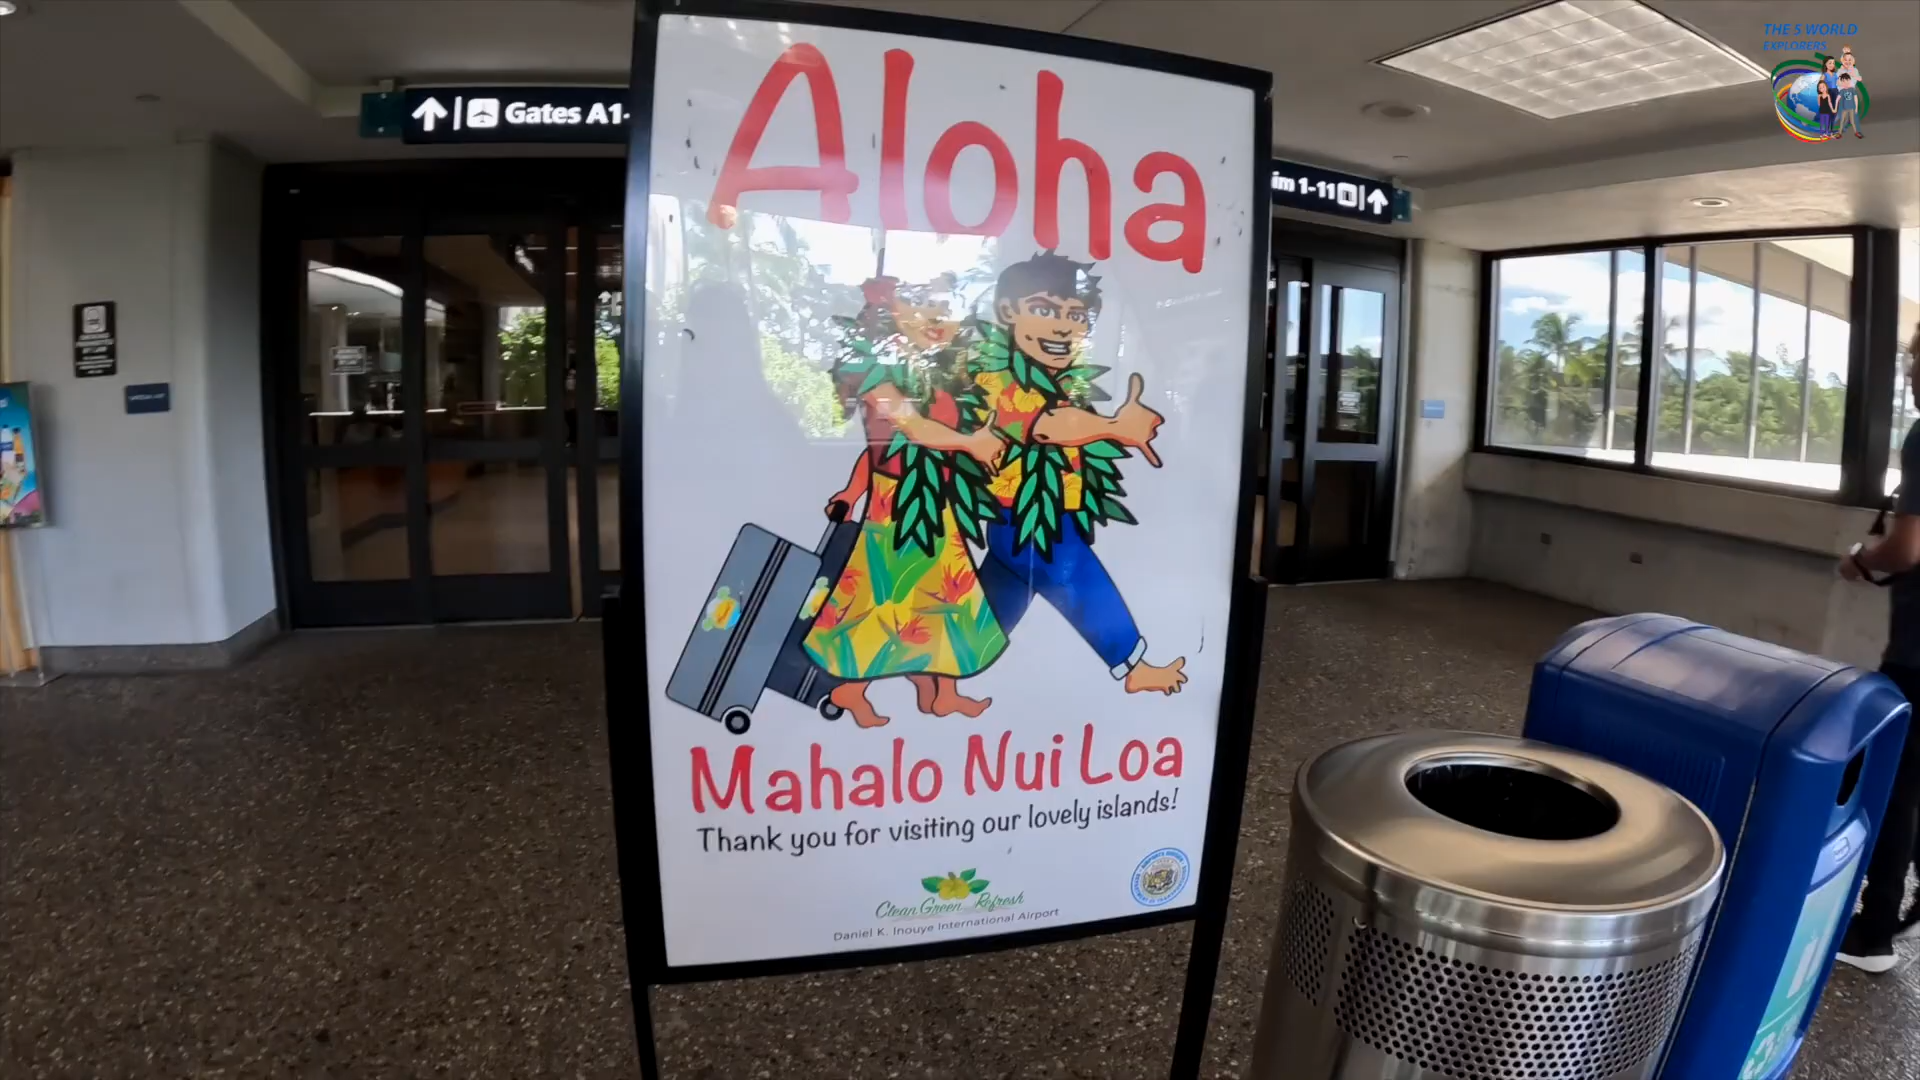 THE 5 WORLD
EXPLORERS
Gates A1-
im 1-11
Aloha
Mahalo Nui Loa
Thank you for visiting our lovely islands!
Clean Green Refresh
Daniel K. Inouye International Airport